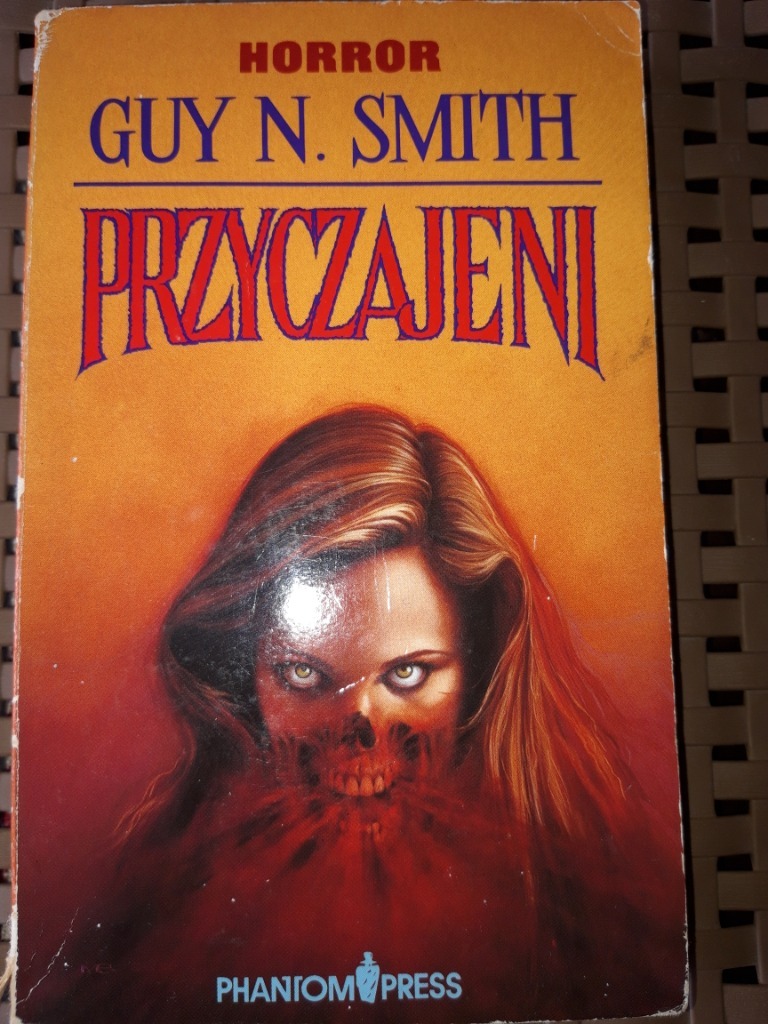 HORROR
GUY N. SMITH
PRZYCZAJENI
PHANTOM PRESS